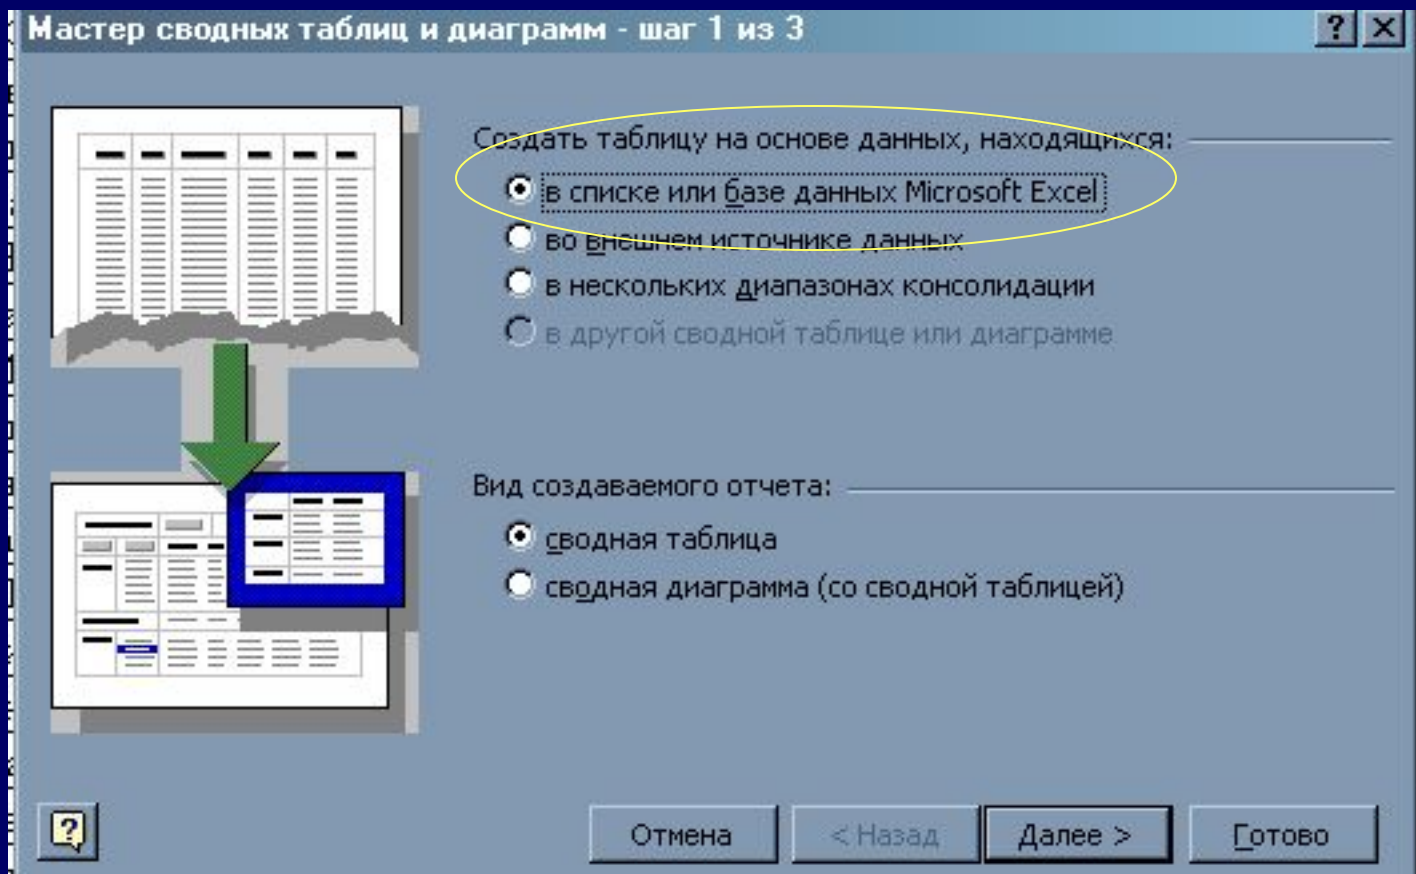 Мастер сводных таблиц и диаграмм - шаг 1 из 3
Создать таблицу на основе данных, находящихся:
в списке или базе данных Microsoft Excel
во внешнем источнике данных
в нескольких диапазонах консолидации
в другой сводной таблице или диаграмме
Вид создаваемого отчета:
сводная таблица
сводная диаграмма (со сводной таблицей)
Отмена
< Назад
Далее >
Готово